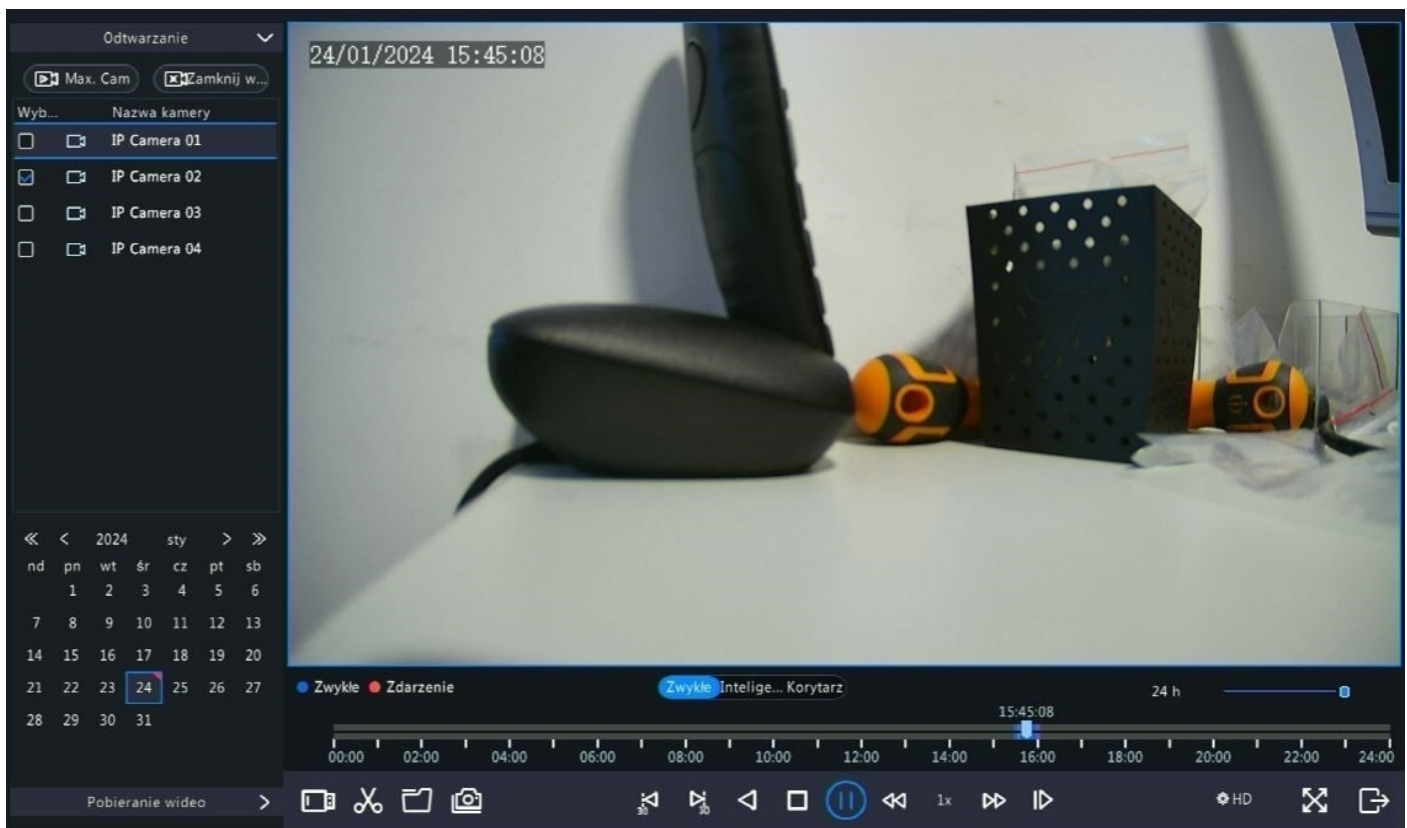 Odtwarzanie
Max. Cam Zamknij w...
Wyb... Nazwa kamery
IP Camera 01
IP Camera 02
IP Camera 03
IP Camera 04
2024 sty
nd pn wt śr cz pt sb
1 2 3 4 5 6
7 8 9 10 11 12 13
14 15 16 17 18 19 20
21 22 23 24 25 26 27
28 29 30 31
Pobieranie wideo
24/01/2024 15:45:08
Zwykłe Zdarzenie
Zwykłe Intelige... Korytarz
24 h
15:45:08
00:00 02:00 04:00 06:00 08:00 10:00 12:00 14:00 16:00 18:00 20:00 22:00 24:00
30 30 1x HD